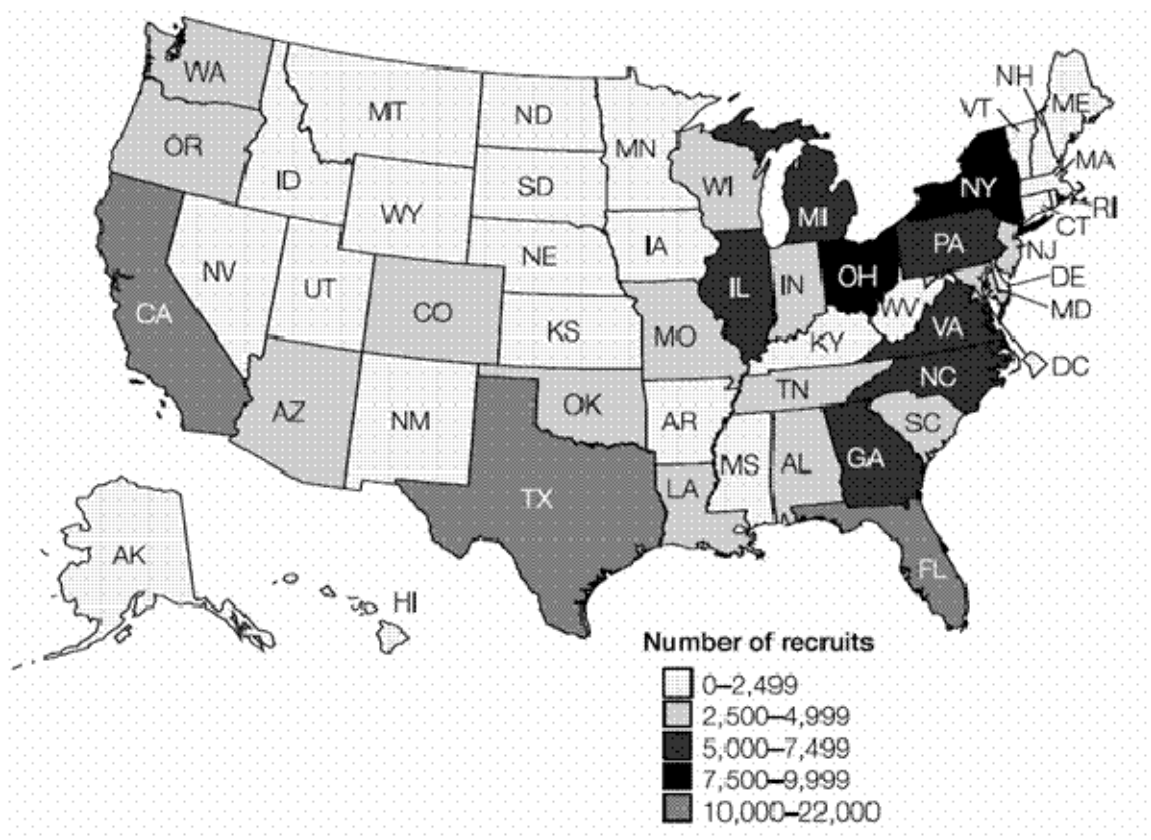 WA
MIT
ND
MN
NH
VT
ME
OR
ID
SD
WI
MI
NY
MA
WY
RI
CT
IA
PA
NJ
NV
UT
NE
IL
IN
OH
DE
CA
CO
KS
MO
WV
MD
VA
KY
DC
AZ
NM
OK
TN
NC
AR
SC
TX
LA
MS
AL
GA
AK
FL
HI
Number of recruits
0–2,499
2,500–4,999
5,000–7,499
7,500–9,999
10,000–22,000